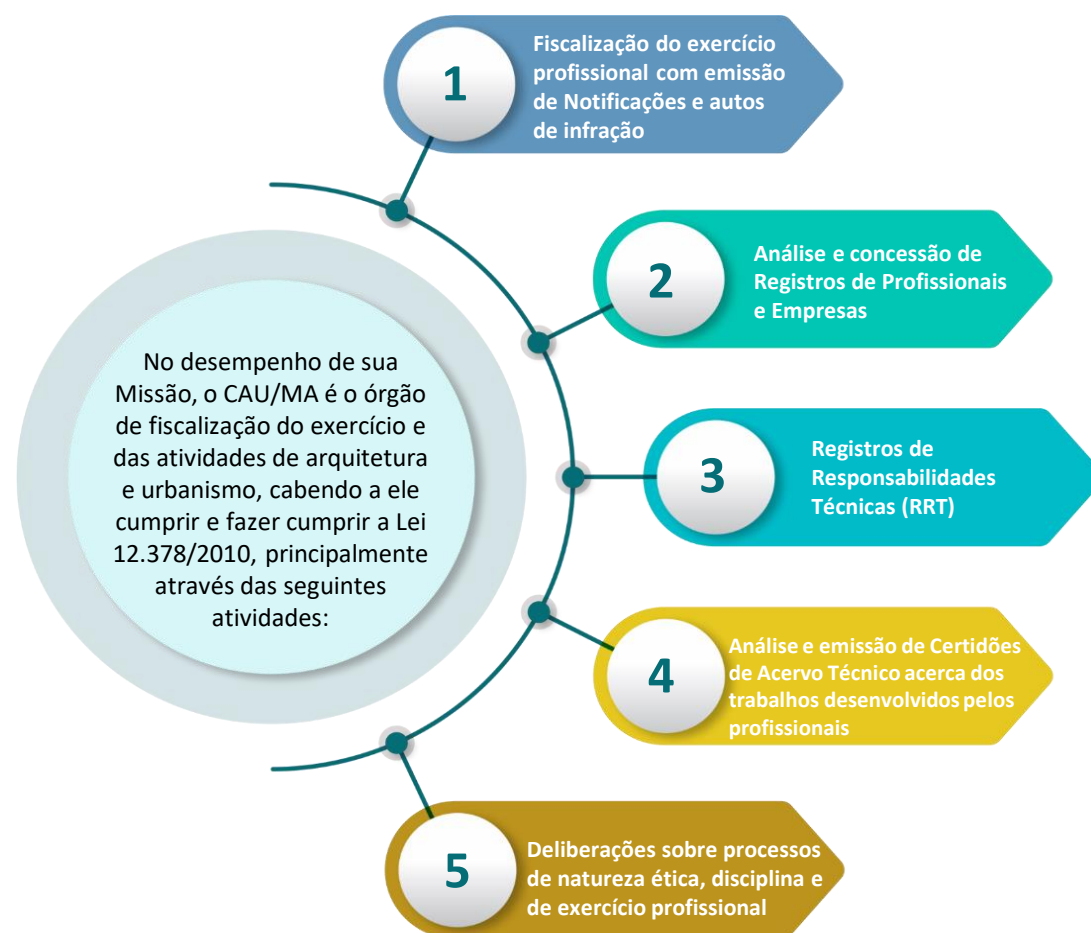 1
Fiscalização do exercício
profissional com emissão
de Notificações e autos
de infração
2
Análise e concessão de
Registros de Profissionais
e Empresas
No desempenho de sua
Missão, o CAU/MA é o órgão
de fiscalização do exercício e
das atividades de arquitetura
e urbanismo, cabendo a ele
cumprir e fazer cumprir a Lei
12.378/2010, principalmente
através das seguintes
atividades:
3
Registros de
Responsabilidades
Técnicas (RRT)
4
Análise e emissão de Certidões
de Acervo Técnico acerca dos
trabalhos desenvolvidos pelos
profissionais
5
Deliberações sobre processos
de natureza ética, disciplina e
de exercício profissional